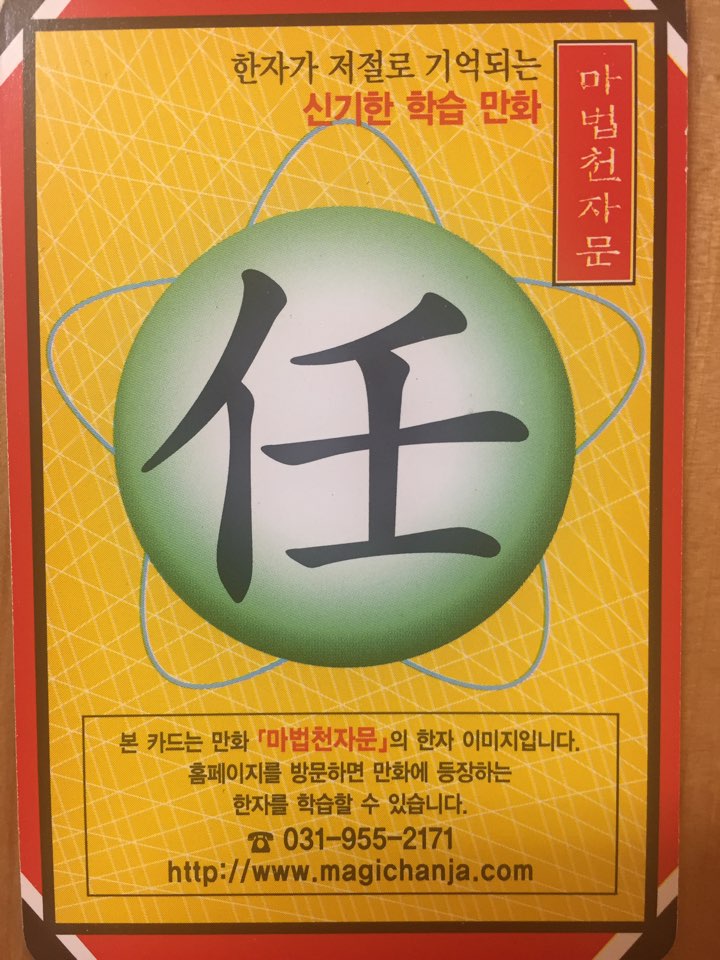 한자가 저절로 기억되는
신기한 학습 만화
마법천자문
任
본 카드는 만화 「마법천자문」의 한자 이미지입니다.
홈페이지를 방문하면 만화에 등장하는
한자를 학습할 수 있습니다.
☎ 031-955-2171
http://www.magichanja.com